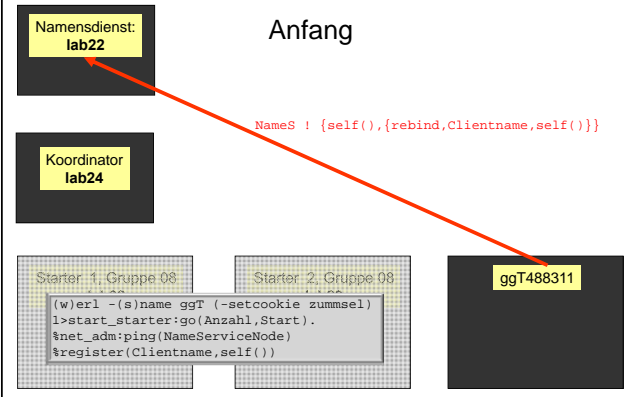 Anfang
Namensdienst:
lab22
NameS ! {self(),{rebind,Clientname,self()}}
Koordinator
lab24
Starter 1, Gruppe 08
Starter 2, Gruppe 08
ggT488311
(w)erl -(s)name ggT (-setcookie zummsel)
1>start_starter:go(Anzahl,Start).
%net_adm:ping(NameServiceNode)
%register(Clientname,self())